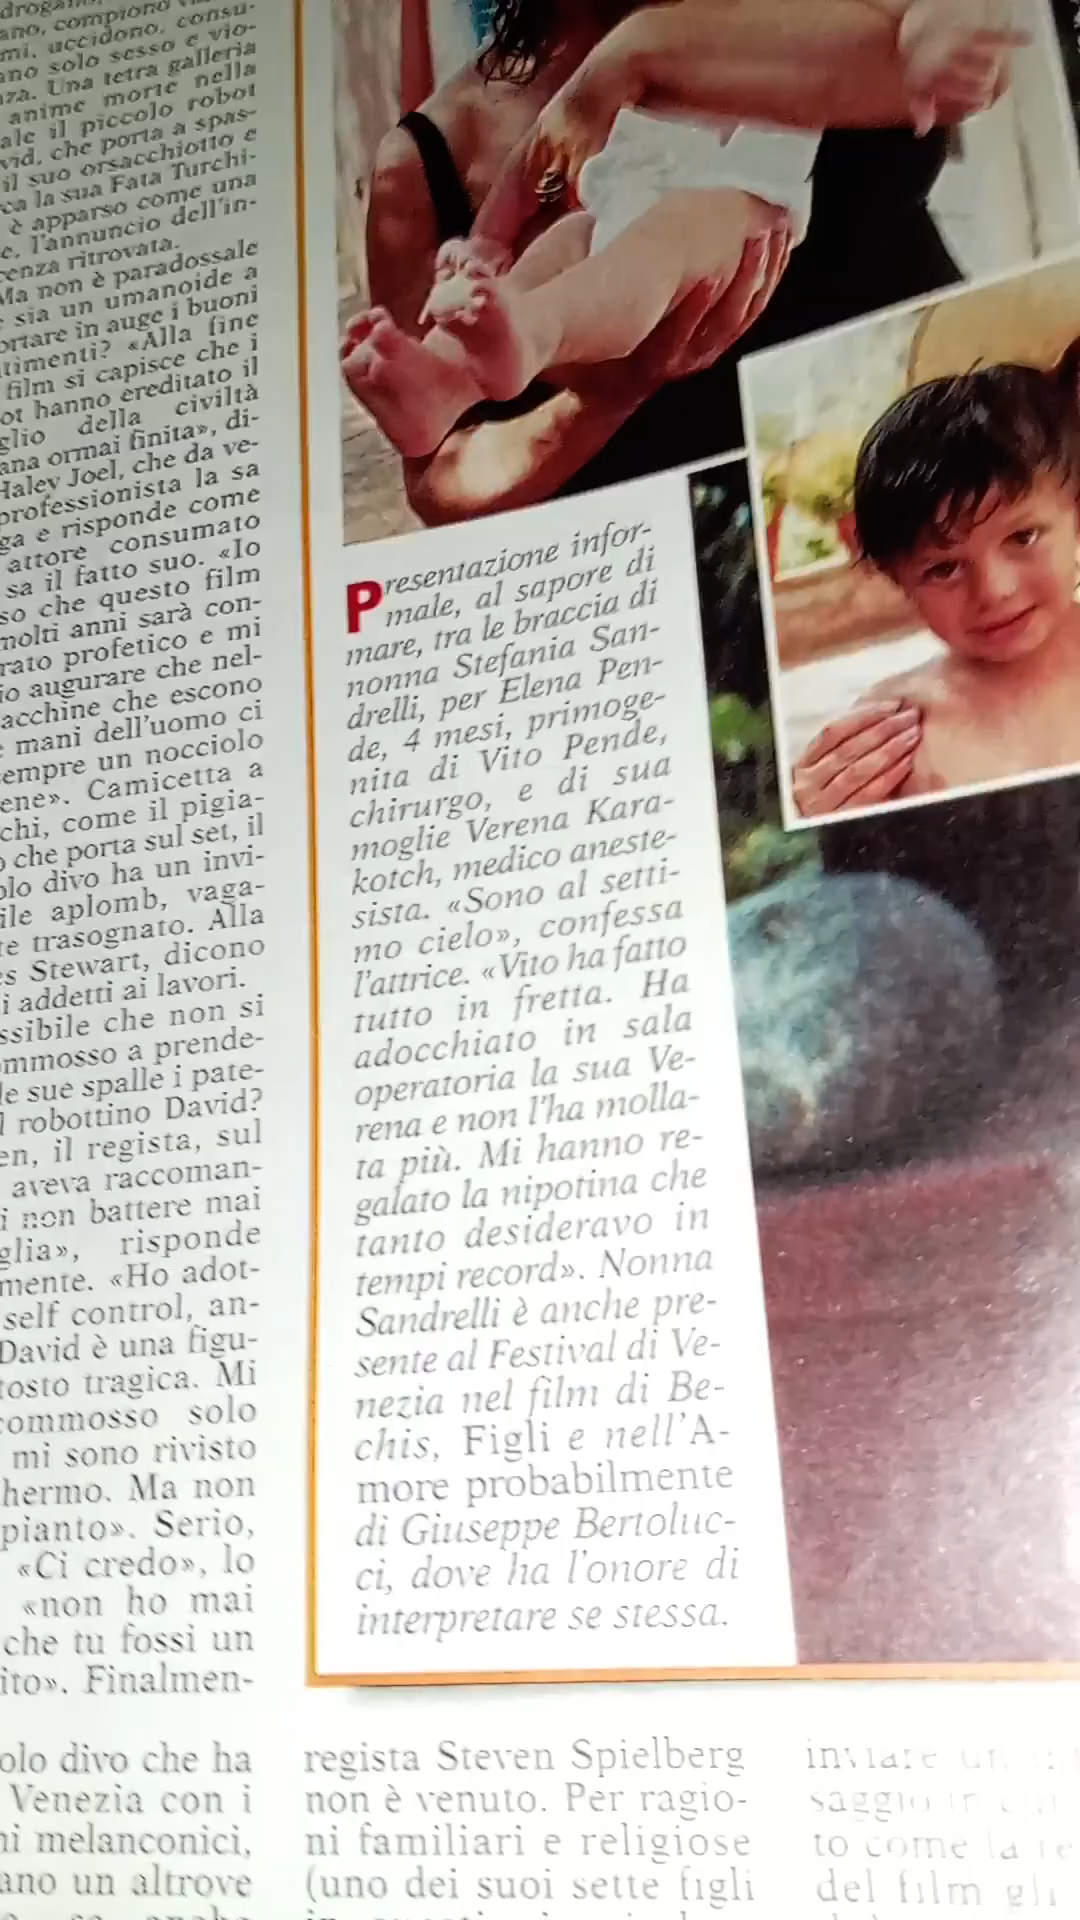 ano, compiono
mi, uccidono, consu-
ano solo sesso e vio-
nza. Una tetra galleria
anime morte nella
ale il piccolo robot
vid, che porta a spas-
il suo orsacchiotto e
ca la sua Fata Turchi-
è apparso come una
e, l'annuncio dell'in-
cenza ritrovata.
Ma non è paradossale
sia un umanoide a
ortare in auge i buoni
timenti? «Alla fine
film si capisce che i
ot hanno ereditato il
glio della civiltà
ana ormai finita», di-
Haley Joel, che da ve-
professionista la sa
ga e risponde come
attore consumato
sa il fatto suo. «Io
so che questo film
molti anni sarà con-
rato profetico e mi
io augurare che nel-
acchine che escono
mani dell'uomo ci
empre un nocciolo
ene». Camicetta a
chi, come il pigia-
o che porta sul set, il
olo divo ha un invi-
ile aplomb, vaga-
te trasognato. Alla
es Stewart, dicono
i addetti ai lavori.
ssibile che non si
ommosso a prende-
le sue spalle i pate-
l robottino David?
en, il regista, sul
aveva raccoman-
i non battere mai
glia», risponde
mente. «Ho adot-
self control, an-
David è una figu-
tosto tragica. Mi
commosso solo
mi sono rivisto
hermo. Ma non
pianto». Serio,
«Ci credo», lo
«non ho mai
che tu fossi un
ito». Finalmen-
Presentazione infor-
male, al sapore di
mare, tra le braccia di
nonna Stefania San-
drelli, per Elena Pen-
de, 4 mesi, primoge-
nita di Vito Pende,
chirurgo, e di sua
moglie Verena Kara-
kotch, medico aneste-
sista. «Sono al setti-
mo cielo», confessa
l'attrice. «Vito ha fatto
tutto in fretta. Ha
adocchiato in sala
operatoria la sua Ve-
rena e non l'ha molla-
ta più. Mi hanno re-
galato la nipotina che
tanto desideravo in
tempi record». Nonna
Sandrelli è anche pre-
sente al Festival di Ve-
nezia nel film di Be-
chis, Figli e nell'A-
more probabilmente
di Giuseppe Bertoluc-
ci, dove ha l'onore di
interpretare se stessa.
olo divo che ha
Venezia con i
ni melanconici,
ano un altrove
regista Steven Spielberg
non è venuto. Per ragio-
ni familiari e religiose
(uno dei suoi sette figli
inviare un
saggio in
to come la
del film gli